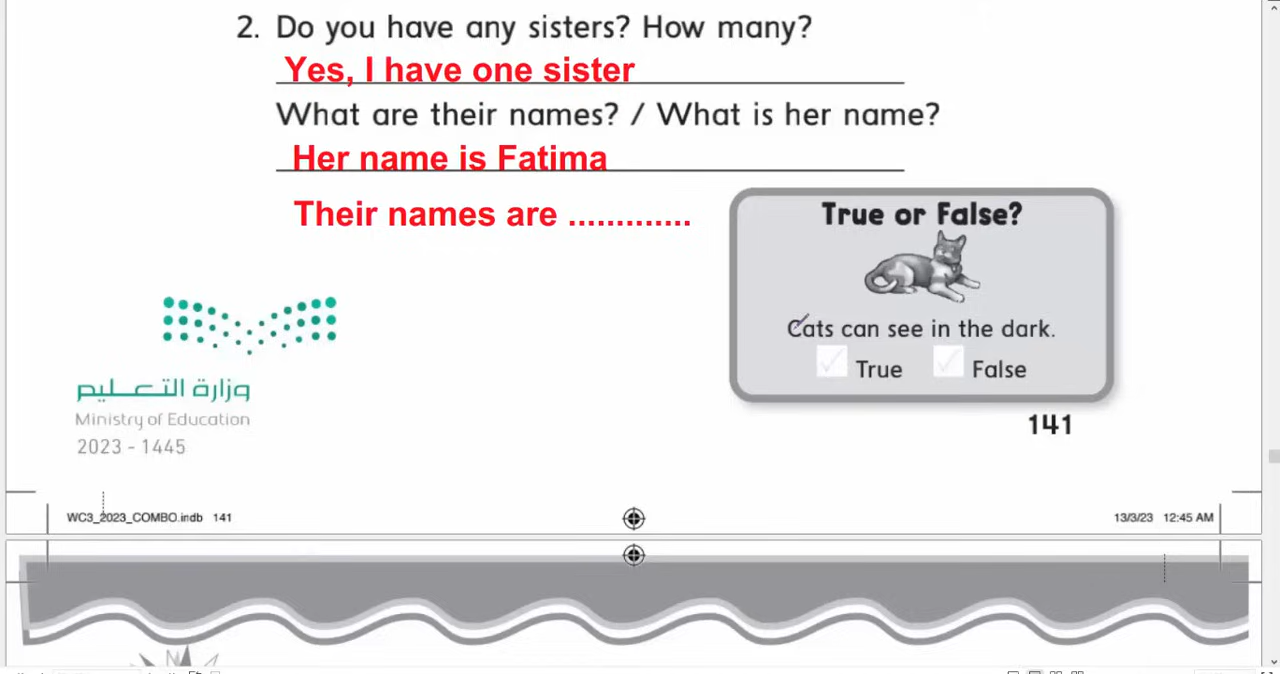 2. Do you have any sisters? How many?
Yes, I have one sister
What are their names? / What is her name?
Her name is Fatima
Their names are .............
True or False?
Cats can see in the dark.
True False
141
وزارة التعليم
Ministry of Education
2023 - 1445
WC3_2023_COMBO.indb 141
13/3/23 12:45 AM